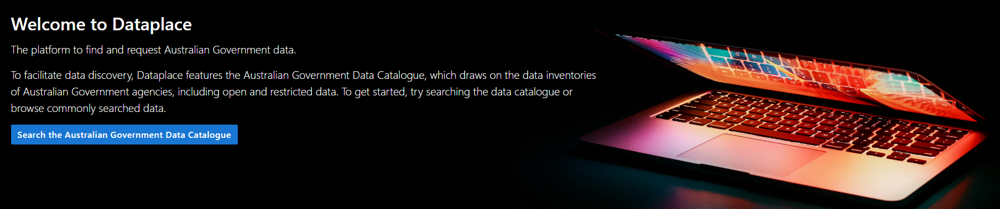 Welcome to Dataplace
The platform to find and request Australian Government data.
To facilitate data discovery, Dataplace features the Australian Government Data Catalogue, which draws on the data inventories
of Australian Government agencies, including open and restricted data. To get started, try searching the data catalogue or
browse commonly searched data.
Search the Australian Government Data Catalogue